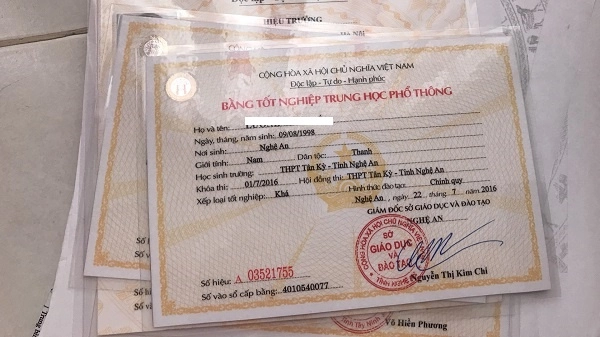 HIỆU TRƯỞNG
CỘNG HÒA XÃ HỘI CHỦ NGHĨA VIỆT NAM
Độc lập - Tự do - Hạnh phúc
BẰNG TỐT NGHIỆP TRUNG HỌC PHỔ THÔNG
Họ và tên:
Ngày, tháng, năm sinh: 09/08/1998
Nơi sinh: Nghệ An
Giới tính: Nam Dân tộc: Thanh
Học sinh trường: THPT Tân Kỳ - Tỉnh Nghệ An
Khóa thi: 01/7/2016 Hội đồng thi: THPT Tân Kỳ - Tỉnh Nghệ An
Xếp loại tốt nghiệp: Khá Hình thức đào tạo: Chính quy
Nghệ An, ngày 22 tháng 7 năm 2016
GIÁM ĐỐC SỞ GIÁO DỤC VÀ ĐÀO TẠO
NGHỆ AN
SỞ
GIÁO DỤC
VÀ
ĐÀO TẠO
Nguyễn Thị Kim Chi
Số hiệu: A 03521755
Số vào sổ cấp bằng: 4010540077
Võ Hiền Phương